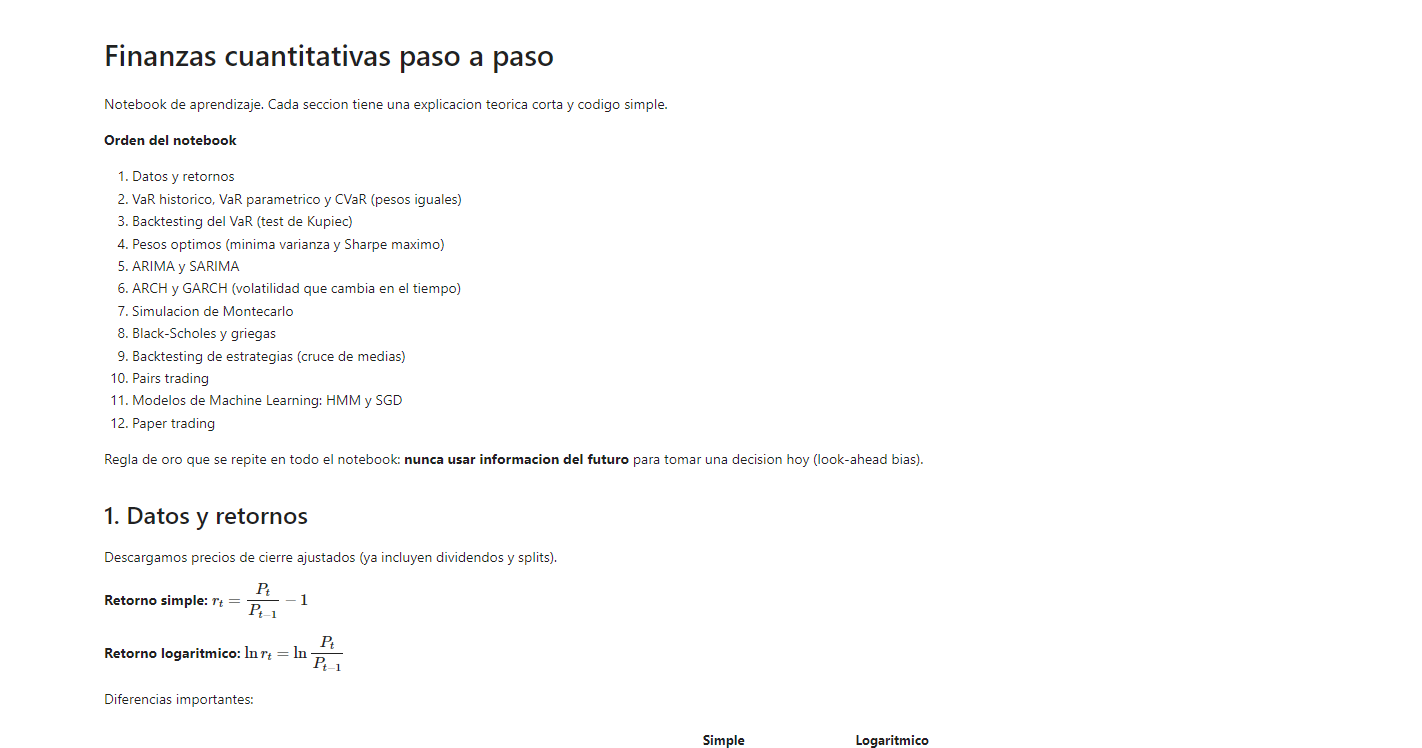 Finanzas cuantitativas paso a paso
Notebook de aprendizaje. Cada seccion tiene una explicacion teorica corta y codigo simple.
Orden del notebook
1. Datos y retornos
2. VaR historico, VaR parametrico y CVaR (pesos iguales)
3. Backtesting del VaR (test de Kupiec)
4. Pesos optimos (minima varianza y Sharpe maximo)
5. ARIMA y SARIMA
6. ARCH y GARCH (volatilidad que cambia en el tiempo)
7. Simulacion de Montecarlo
8. Black-Scholes y griegas
9. Backtesting de estrategias (cruce de medias)
10. Pairs trading
11. Modelos de Machine Learning: HMM y SGD
12. Paper trading
Regla de oro que se repite en todo el notebook: nunca usar informacion del futuro para tomar una decision hoy (look-ahead bias).
1. Datos y retornos
Descargamos precios de cierre ajustados (ya incluyen dividendos y splits).
Retorno simple: r_t = P_t / P_{t-1} − 1
Retorno logaritmico: ln r_t = ln P_t / P_{t-1}
Diferencias importantes:
Simple Logaritmico